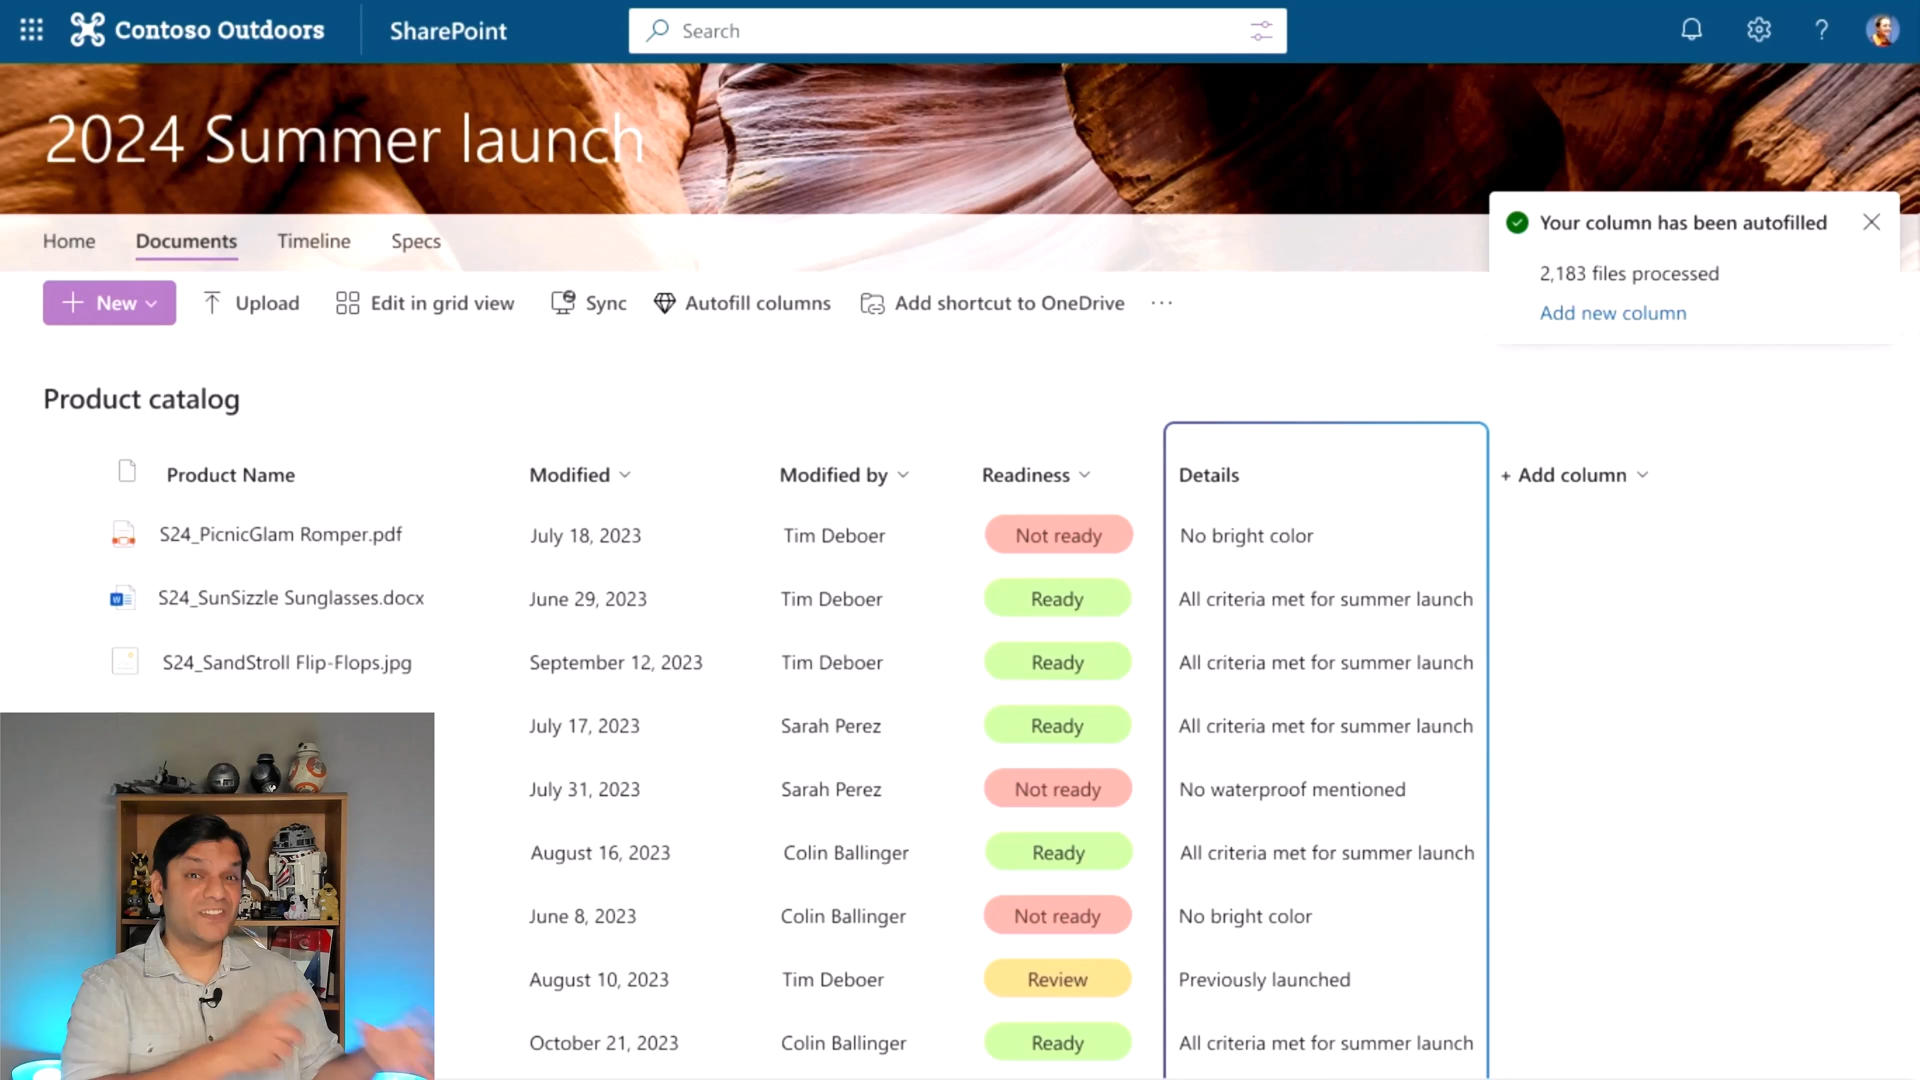 Contoso Outdoors
SharePoint
Search
?
2024 Summer launch
Home
Documents
Timeline
Specs
Your column has been autofilled
2,183 files processed
Add new column
+ New
Upload
Edit in grid view
Sync
Autofill columns
Add shortcut to OneDrive
...
Product catalog
Product Name Modified Modified by Readiness Details + Add column
S24_PicnicGlam Romper.pdf July 18, 2023 Tim Deboer Not ready No bright color
S24_SunSizzle Sunglasses.docx June 29, 2023 Tim Deboer Ready All criteria met for summer launch
S24_SandStroll Flip-Flops.jpg September 12, 2023 Tim Deboer Ready All criteria met for summer launch
July 17, 2023 Sarah Perez Ready All criteria met for summer launch
July 31, 2023 Sarah Perez Not ready No waterproof mentioned
August 16, 2023 Colin Ballinger Ready All criteria met for summer launch
June 8, 2023 Colin Ballinger Not ready No bright color
August 10, 2023 Tim Deboer Review Previously launched
October 21, 2023 Colin Ballinger Ready All criteria met for summer launch